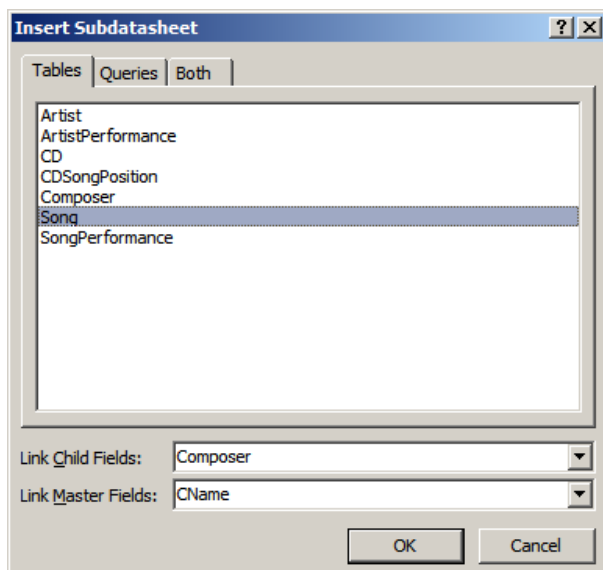 Insert Subdatasheet
Tables Queries Both
Artist
ArtistPerformance
CD
CDSongPosition
Composer
Song
SongPerformance
Link Child Fields: Composer
Link Master Fields: CName
OK Cancel